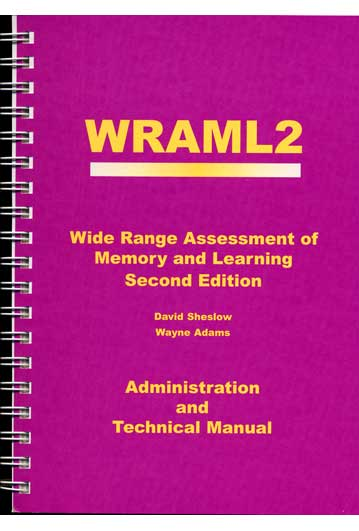 WRAML2
Wide Range Assessment of
Memory and Learning
Second Edition
David Sheslow
Wayne Adams
Administration
and
Technical Manual